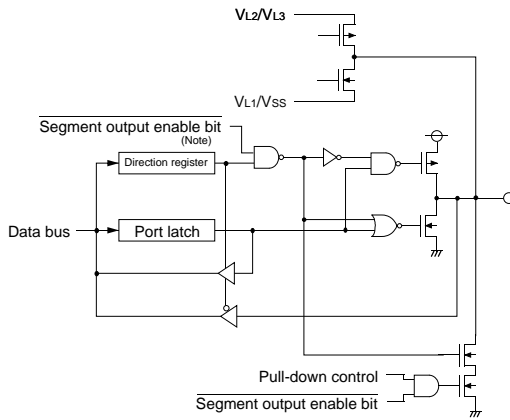 VL2/VL3
VL1/VSS
Segment output enable bit
(Note)
Direction register
Data bus
Port latch
Pull-down control
Segment output enable bit